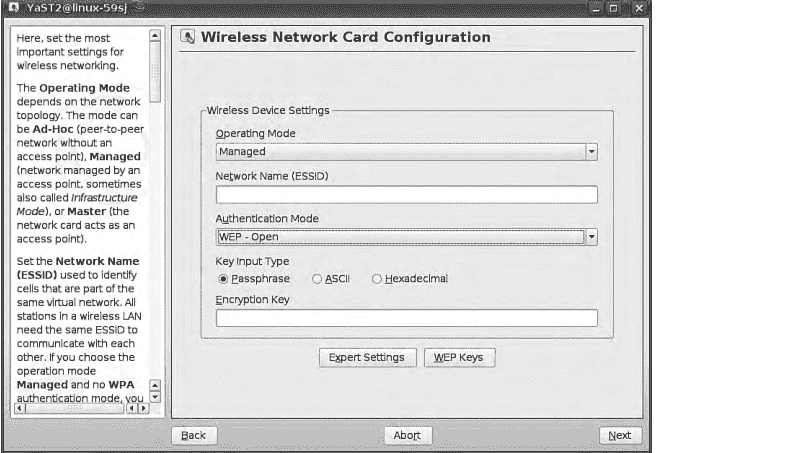 YaST2@linux-59sj
Here, set the most
important settings for
wireless networking.
The Operating Mode
depends on the network
topology. The mode can
be Ad-Hoc (peer-to-peer
network without an
access point), Managed
(network managed by an
access point, sometimes
also called Infrastructure
Mode), or Master (the
network card acts as an
access point).
Set the Network Name
(ESSID) used to identify
cells that are part of the
same virtual network. All
stations in a wireless LAN
need the same ESSID to
communicate with each
other. If you choose the
operation mode
Managed and no WPA
authentication mode, you
Wireless Network Card Configuration
Wireless Device Settings
Operating Mode
Managed
Network Name (ESSID)
Authentication Mode
WEP - Open
Key Input Type
Passphrase ASCII Hexadecimal
Encryption Key
Expert Settings WEP Keys
Back Abort Next